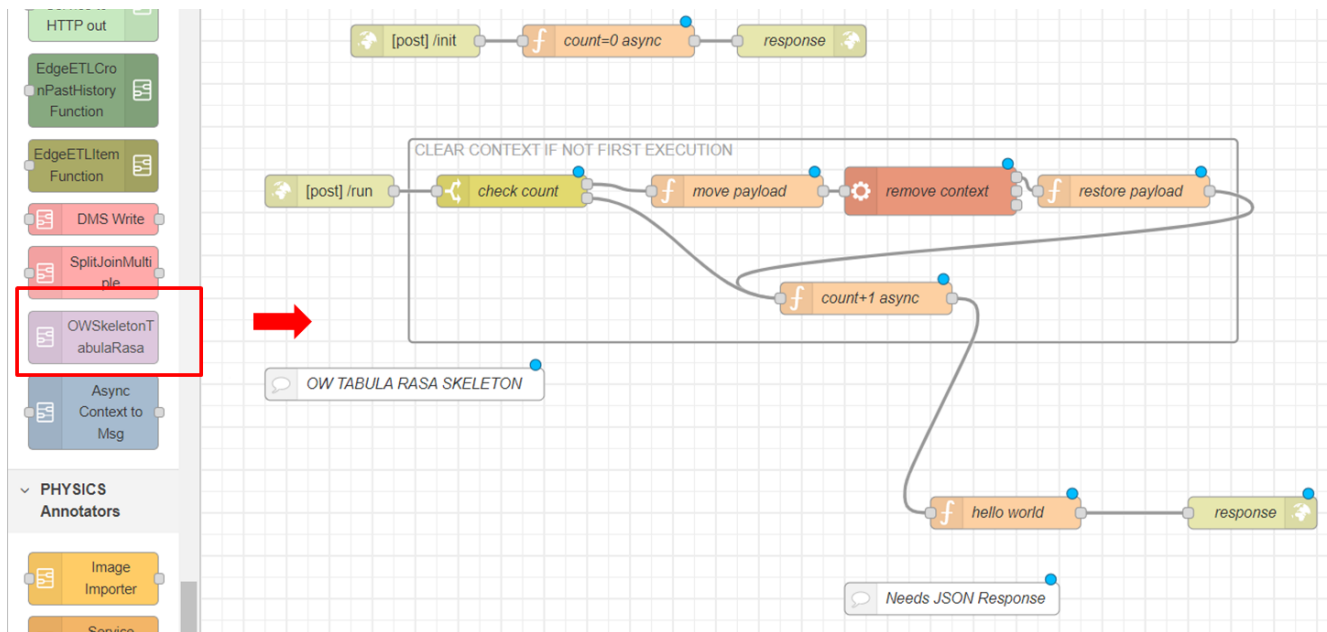 HTTP out
EdgeETLCro
nPastHistory
Function
EdgeETLItem
Function
DMS Write
SplitJoinMulti
ple
OWSkeletonT
abulaRasa
Async
Context to
Msg
PHYSICS
Annotators
Image
Importer
[post] /init
count=0 async
response
CLEAR CONTEXT IF NOT FIRST EXECUTION
[post] /run
check count
move payload
remove context
restore payload
count+1 async
OW TABULA RASA SKELETON
hello world
response
Needs JSON Response